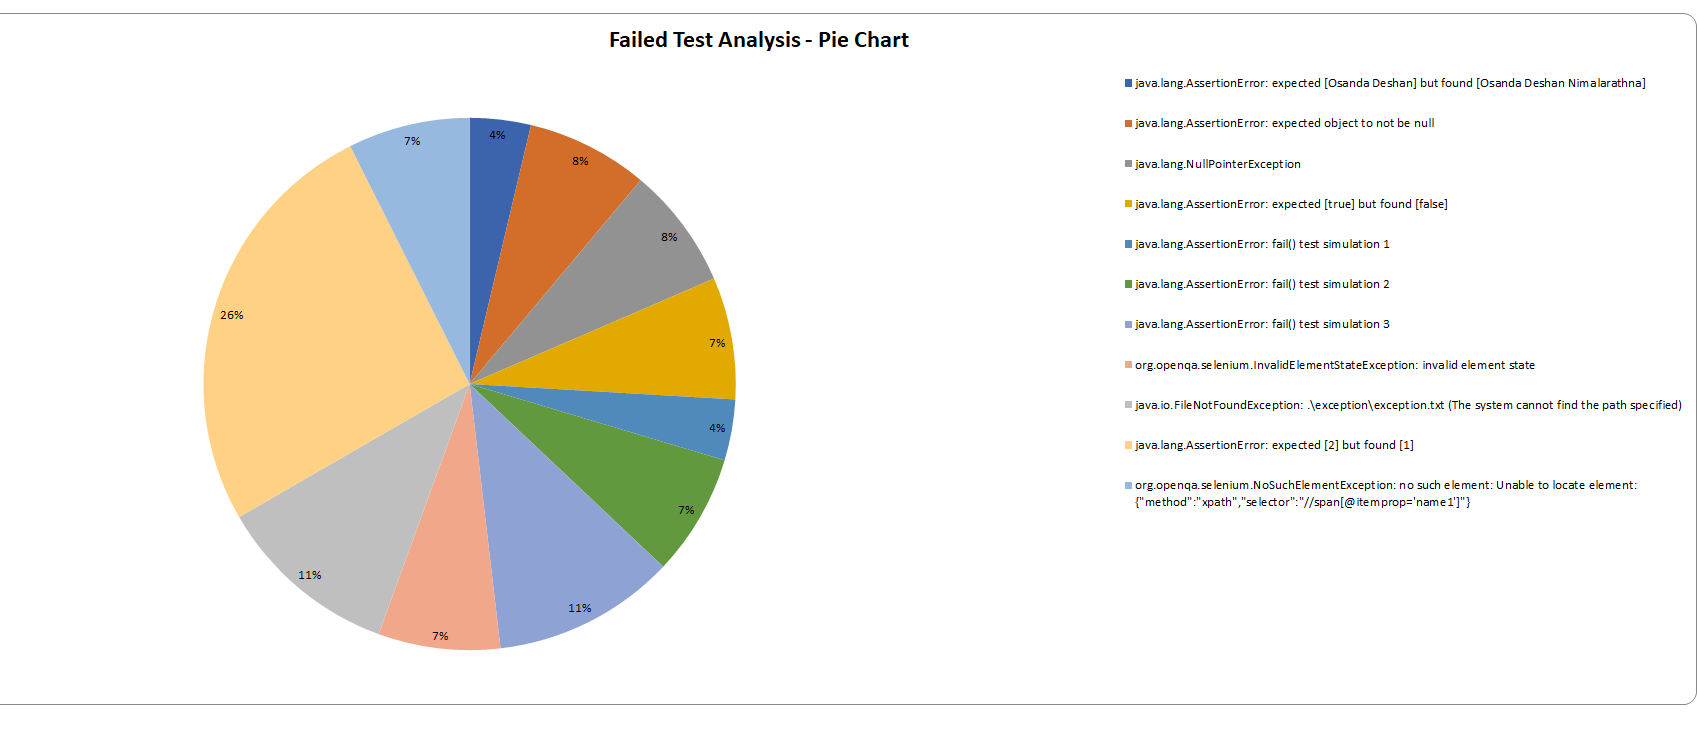 Failed Test Analysis - Pie Chart
4%
8%
8%
7%
4%
7%
11%
7%
11%
26%
7%
java.lang.AssertionError: expected [Osanda Deshan] but found [Osanda Deshan Nimalarathna]
java.lang.AssertionError: expected object to not be null
java.lang.NullPointerException
java.lang.AssertionError: expected [true] but found [false]
java.lang.AssertionError: fail() test simulation 1
java.lang.AssertionError: fail() test simulation 2
java.lang.AssertionError: fail() test simulation 3
org.openqa.selenium.InvalidElementStateException: invalid element state
java.io.FileNotFoundException: .\exception\exception.txt (The system cannot find the path specified)
java.lang.AssertionError: expected [2] but found [1]
org.openqa.selenium.NoSuchElementException: no such element: Unable to locate element:
{"method":"xpath","selector":"//span[@itemprop='name1']"}